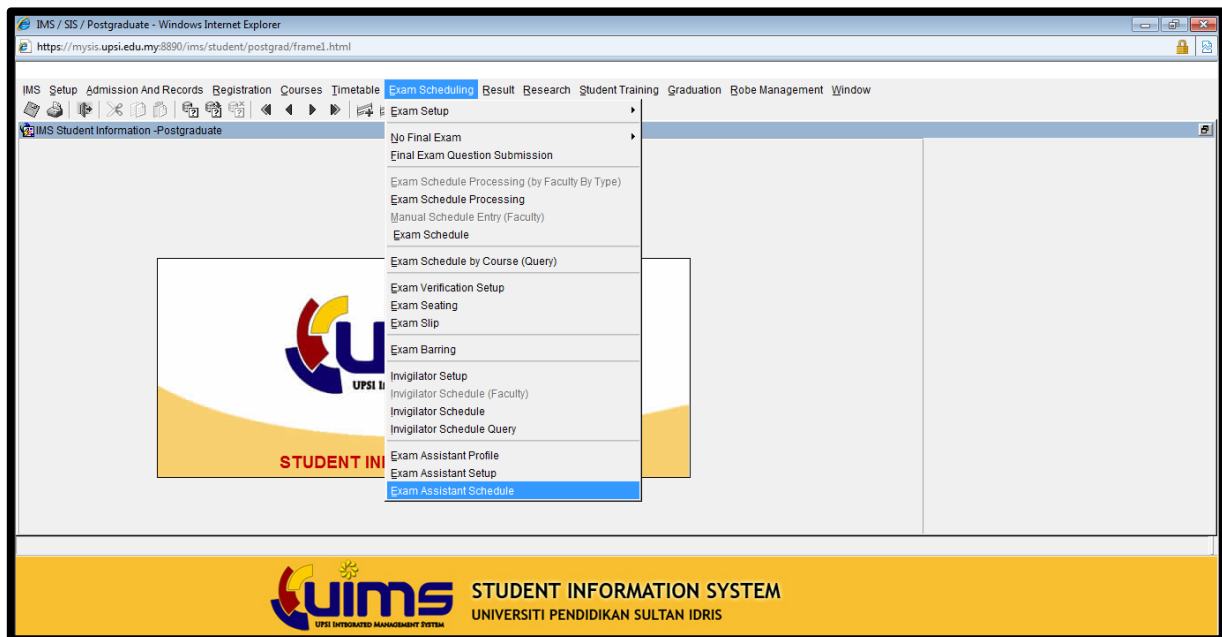 IMS / SIS / Postgraduate - Windows Internet Explorer
https://mysis.upsi.edu.my:8890/ims/student/postgrad/frame1.html
IMS Setup Admission And Records Registration Courses Timetable Exam Scheduling Result Research Student Training Graduation Robe Management Window
IMS Student Information -Postgraduate
Exam Setup
No Final Exam
Final Exam Question Submission
Exam Schedule Processing (by Faculty By Type)
Exam Schedule Processing
Manual Schedule Entry (Faculty)
Exam Schedule
Exam Schedule by Course (Query)
Exam Verification Setup
Exam Seating
Exam Slip
Exam Barring
Invigilator Setup
Invigilator Schedule (Faculty)
Invigilator Schedule
Invigilator Schedule Query
Exam Assistant Profile
Exam Assistant Setup
Exam Assistant Schedule
UPSI
STUDENT
uims
UPSI INTEGRATED MANAGEMENT SYSTEM
STUDENT INFORMATION SYSTEM
UNIVERSITI PENDIDIKAN SULTAN IDRIS